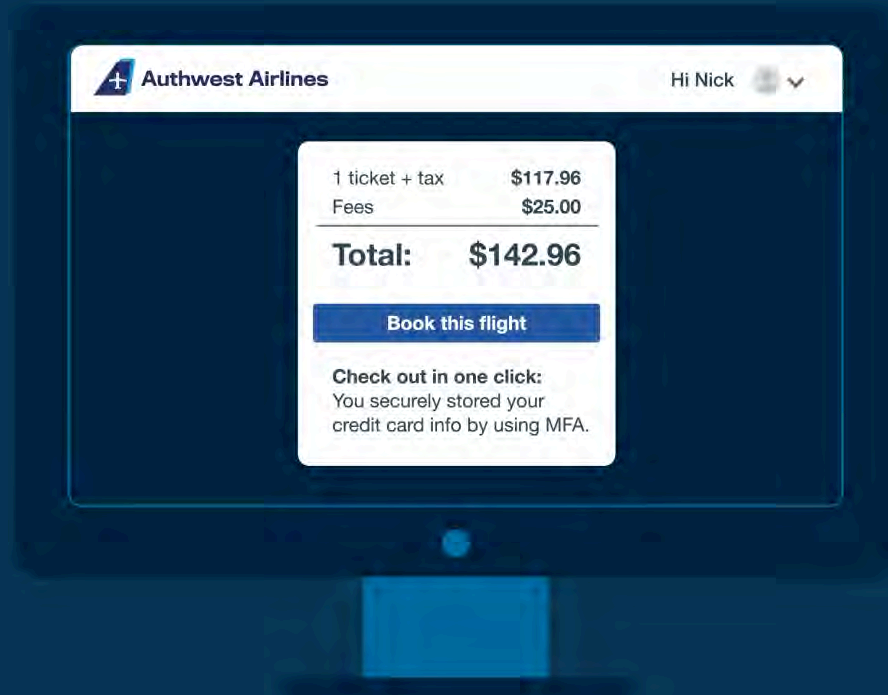 Authwest Airlines
Hi Nick
1 ticket + tax $117.96
Fees $25.00
Total: $142.96
Book this flight
Check out in one click:
You securely stored your
credit card info by using MFA.